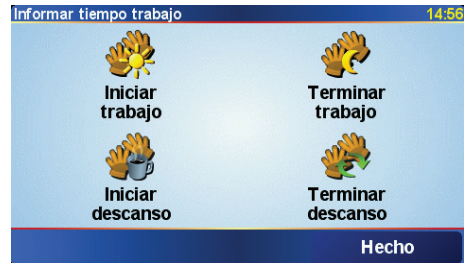 Informar tiempo trabajo 14:56
Iniciar
trabajo
Terminar
trabajo
Iniciar
descanso
Terminar
descanso
Hecho